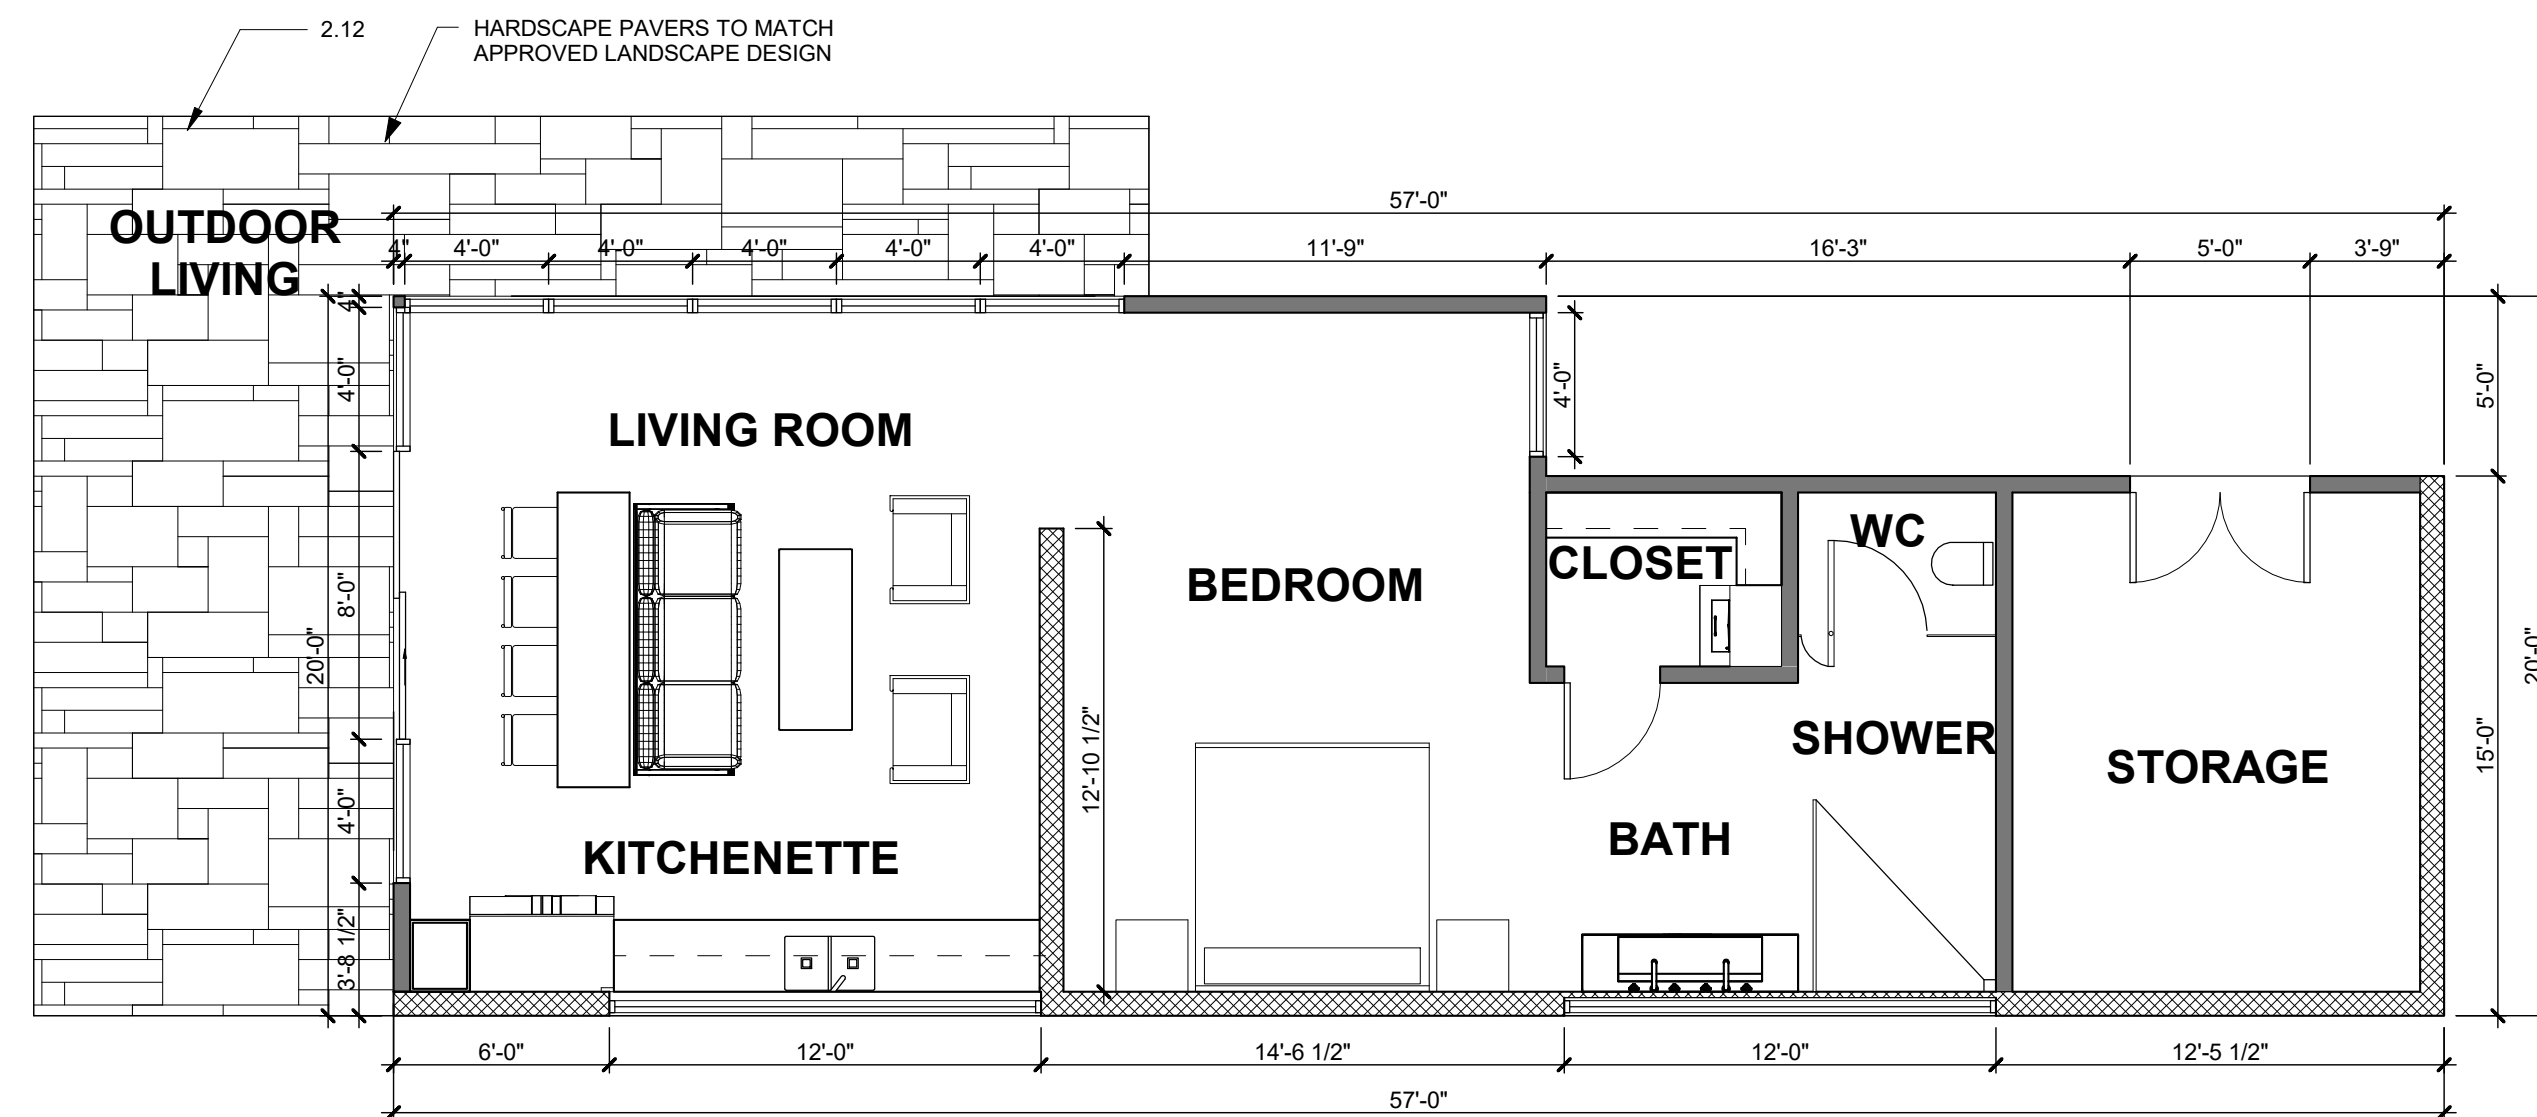 2.12
HARDSCAPE PAVERS TO MATCH
APPROVED LANDSCAPE DESIGN
57'-0"
OUTDOOR
LIVING
4"
4'-0"
4'-0"
4'-0"
4'-0"
4'-0"
11'-9"
16'-3"
5'-0"
3'-9"
4"
4'-0"
8'-0"
20'-0"
4'-0"
3'-8 1/2"
4'-0"
5'-0"
LIVING ROOM
WC
CLOSET
BEDROOM
20'-0"
12'-10 1/2"
SHOWER
STORAGE
15'-0"
BATH
KITCHENETTE
6'-0"
12'-0"
14'-6 1/2"
12'-0"
12'-5 1/2"
57'-0"